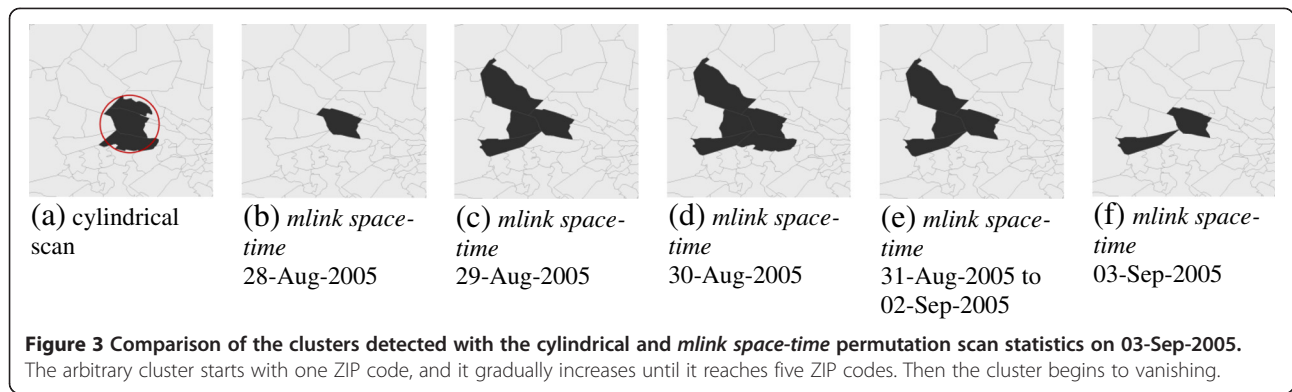 (a) cylindrical
scan
(b) mlink space-
time
28-Aug-2005
(c) mlink space-
time
29-Aug-2005
(d) mlink space-
time
30-Aug-2005
(e) mlink space-
time
31-Aug-2005 to
02-Sep-2005
(f) mlink space-
time
03-Sep-2005
Figure 3 Comparison of the clusters detected with the cylindrical and mlink space-time permutation scan statistics on 03-Sep-2005.
The arbitrary cluster starts with one ZIP code, and it gradually increases until it reaches five ZIP codes. Then the cluster begins to vanishing.